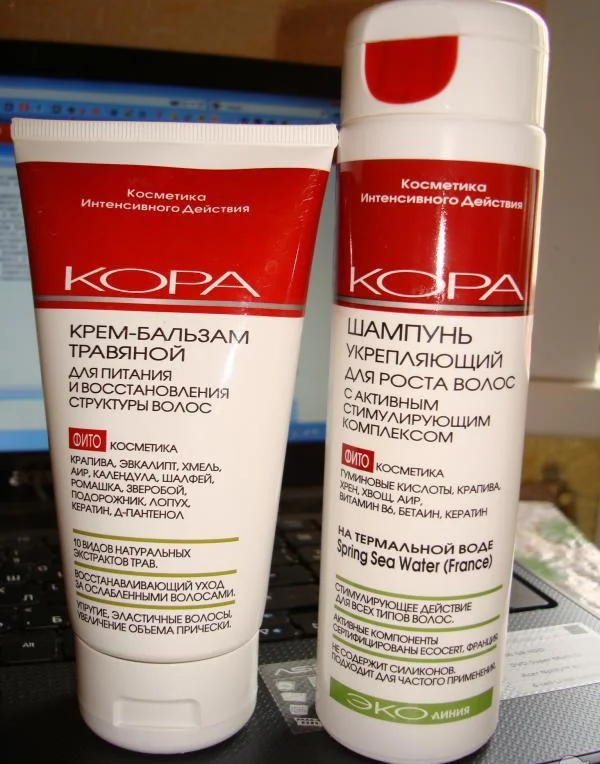 Косметика
Интенсивного Действия
КОРА
КРЕМ-БАЛЬЗАМ
ТРАВЯНОЙ
ДЛЯ ПИТАНИЯ
И ВОССТАНОВЛЕНИЯ
СТРУКТУРЫ ВОЛОС
ФИТО КОСМЕТИКА
КРАПИВА, ЭВКАЛИПТ, ХМЕЛЬ,
АИР, КАЛЕНДУЛА, ШАЛФЕЙ,
РОМАШКА, ЗВЕРОБОЙ,
ПОДОРОЖНИК, ЛОПУХ,
КЕРАТИН, Д-ПАНТЕНОЛ
10 ВИДОВ НАТУРАЛЬНЫХ
ЭКСТРАКТОВ ТРАВ.
ВОССТАНАВЛИВАЮЩИЙ УХОД
ЗА ОСЛАБЛЕННЫМИ ВОЛОСАМИ.
УПРУГИЕ, ЭЛАСТИЧНЫЕ ВОЛОСЫ,
УВЕЛИЧЕНИЕ ОБЪЕМА ПРИЧЕСКИ.
Косметика
Интенсивного Действия
КОРА
ШАМПУНЬ
УКРЕПЛЯЮЩИЙ
ДЛЯ РОСТА ВОЛОС
С АКТИВНЫМ
СТИМУЛИРУЮЩИМ
КОМПЛЕКСОМ
ФИТО КОСМЕТИКА
ГУМИНОВЫЕ КИСЛОТЫ, КРАПИВА,
ХРЕН, ХВОЩ, АИР,
ВИТАМИН В6, БЕТАИН, КЕРАТИН
НА ТЕРМАЛЬНОЙ ВОДЕ
Spring Sea Water (France)
СТИМУЛИРУЮЩЕЕ ДЕЙСТВИЕ
ДЛЯ ВСЕХ ТИПОВ ВОЛОС.
АКТИВНЫЕ КОМПОНЕНТЫ
СЕРТИФИЦИРОВАНЫ ECOCERT, ФРАНЦИЯ
НЕ СОДЕРЖИТ СИЛИКОНОВ.
ПОДХОДИТ ДЛЯ ЧАСТОГО ПРИМЕНЕНИЯ.
ЭКО ЛИНИЯ